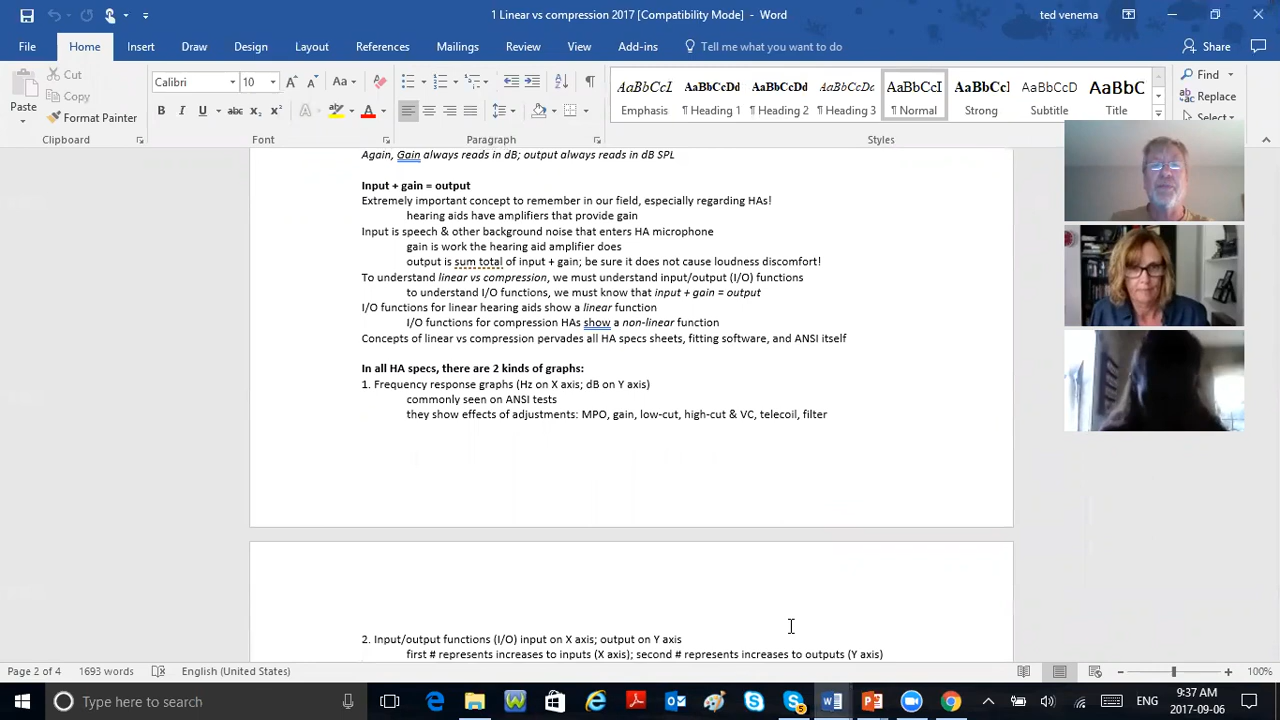 1 Linear vs compression 2017 [Compatibility Mode] - Word
ted venema
File Home Insert Draw Design Layout References Mailings Review View Add-ins Tell me what you want to do Share
Paste
Cut
Copy
Format Painter
Clipboard
Calibri 10
Font
Paragraph
AaBbCcL AaBbCcDd AaBbCcDd AaBbCcDc AaBbCcI AaBbCc AaBbCcD AaBbC
Emphasis ¶ Heading 1 ¶ Heading 2 ¶ Heading 3 ¶ Normal Strong Subtitle Title
Styles
Find
Replace
Select
Again, Gain always reads in dB; output always reads in dB SPL
Input + gain = output
Extremely important concept to remember in our field, especially regarding HAs!
hearing aids have amplifiers that provide gain
Input is speech & other background noise that enters HA microphone
gain is work the hearing aid amplifier does
output is sum total of input + gain; be sure it does not cause loudness discomfort!
To understand linear vs compression, we must understand input/output (I/O) functions
to understand I/O functions, we must know that input + gain = output
I/O functions for linear hearing aids show a linear function
I/O functions for compression HAs show a non-linear function
Concepts of linear vs compression pervades all HA specs sheets, fitting software, and ANSI itself
In all HA specs, there are 2 kinds of graphs:
1. Frequency response graphs (Hz on X axis; dB on Y axis)
commonly seen on ANSI tests
they show effects of adjustments: MPO, gain, low-cut, high-cut & VC, telecoil, filter
2. Input/output functions (I/O) input on X axis; output on Y axis
first # represents increases to inputs (X axis); second # represents increases to outputs (Y axis)
Page 2 of 4 1693 words English (United States) 100%
Type here to search
ENG
9:37 AM
2017-09-06